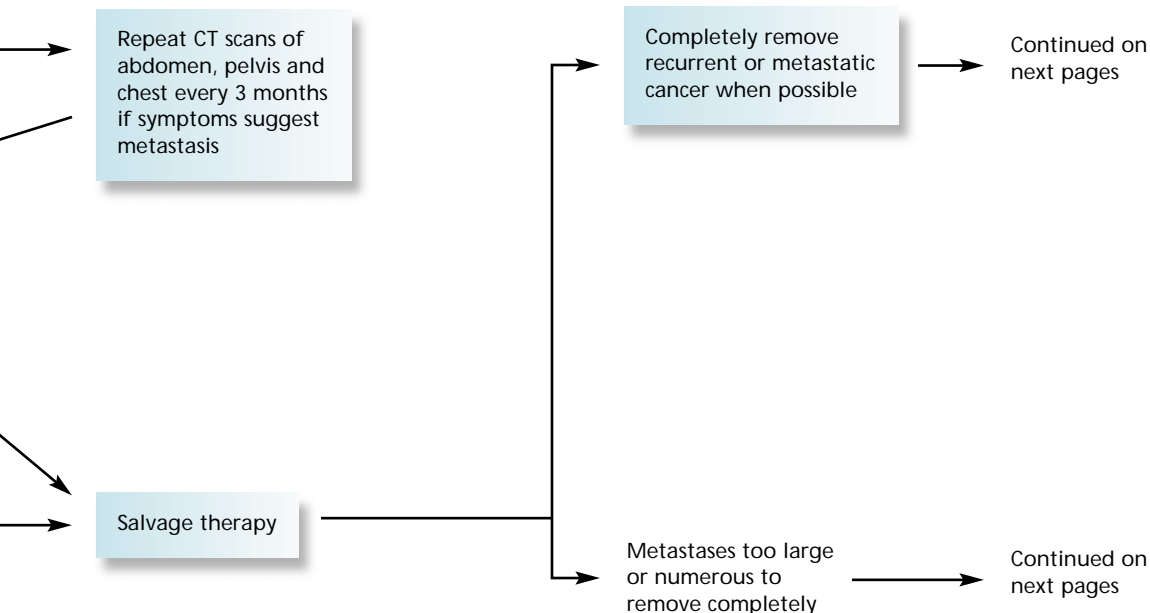 Repeat CT scans of
abdomen, pelvis and
chest every 3 months
if symptoms suggest
metastasis
Completely remove
recurrent or metastatic
cancer when possible
Continued on
next pages
Salvage therapy
Metastases too large
or numerous to
remove completely
Continued on
next pages